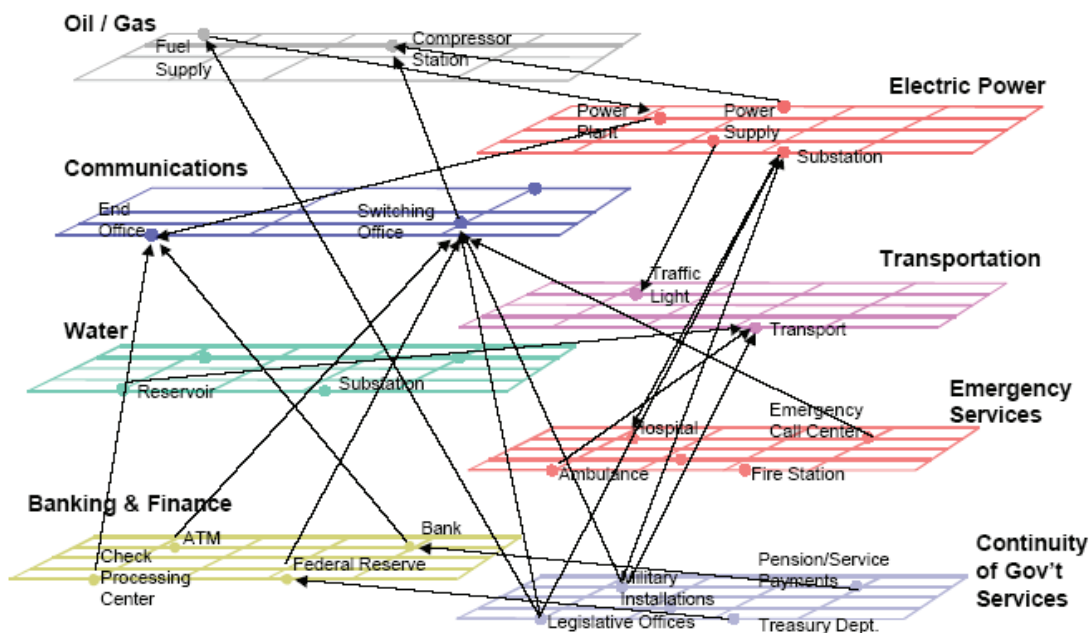 Oil / Gas
Fuel
Supply
Compressor
Station
Electric Power
Power
Plant
Power
Supply
Substation
Communications
End
Office
Switching
Office
Transportation
Traffic
Light
Transport
Water
Reservoir
Substation
Emergency
Services
Hospital
Emergency
Call Center
Ambulance
Fire Station
Banking & Finance
ATM
Bank
Check
Processing
Center
Federal Reserve
Continuity
of Gov't
Services
Pension/Service
Payments
Military
Installations
Legislative Offices
Treasury Dept.